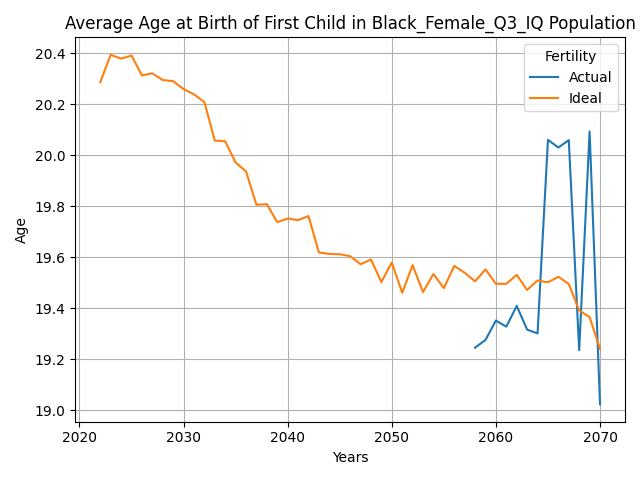 Average Age at Birth of First Child in Black_Female_Q3_IQ Population
Fertility
Actual
Ideal
20.4
20.2
20.0
19.8
19.6
19.4
19.2
19.0
Age
2020
2030
2040
2050
2060
2070
Years